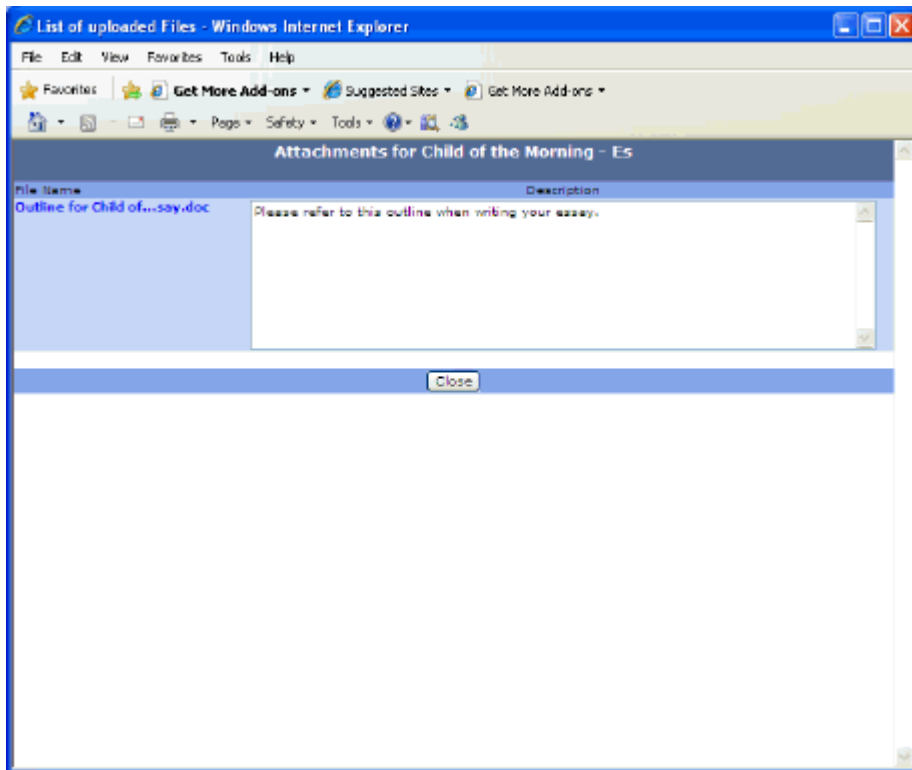 List of uploaded Files - Windows Internet Explorer
File Edit View Favorites Tools Help
Favorites Get More Add-ons Suggested Sites Get More Add-ons
Page Safety Tools
Attachments for Child of the Morning - Es
File Name Description
Outline for Child of...say.doc Please refer to this outline when writing your essay.
Close